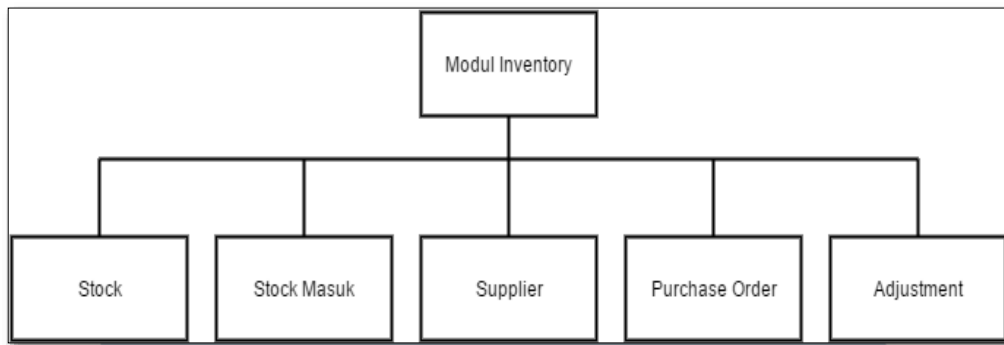 Modul Inventory
Stock
Stock Masuk
Supplier
Purchase Order
Adjustment